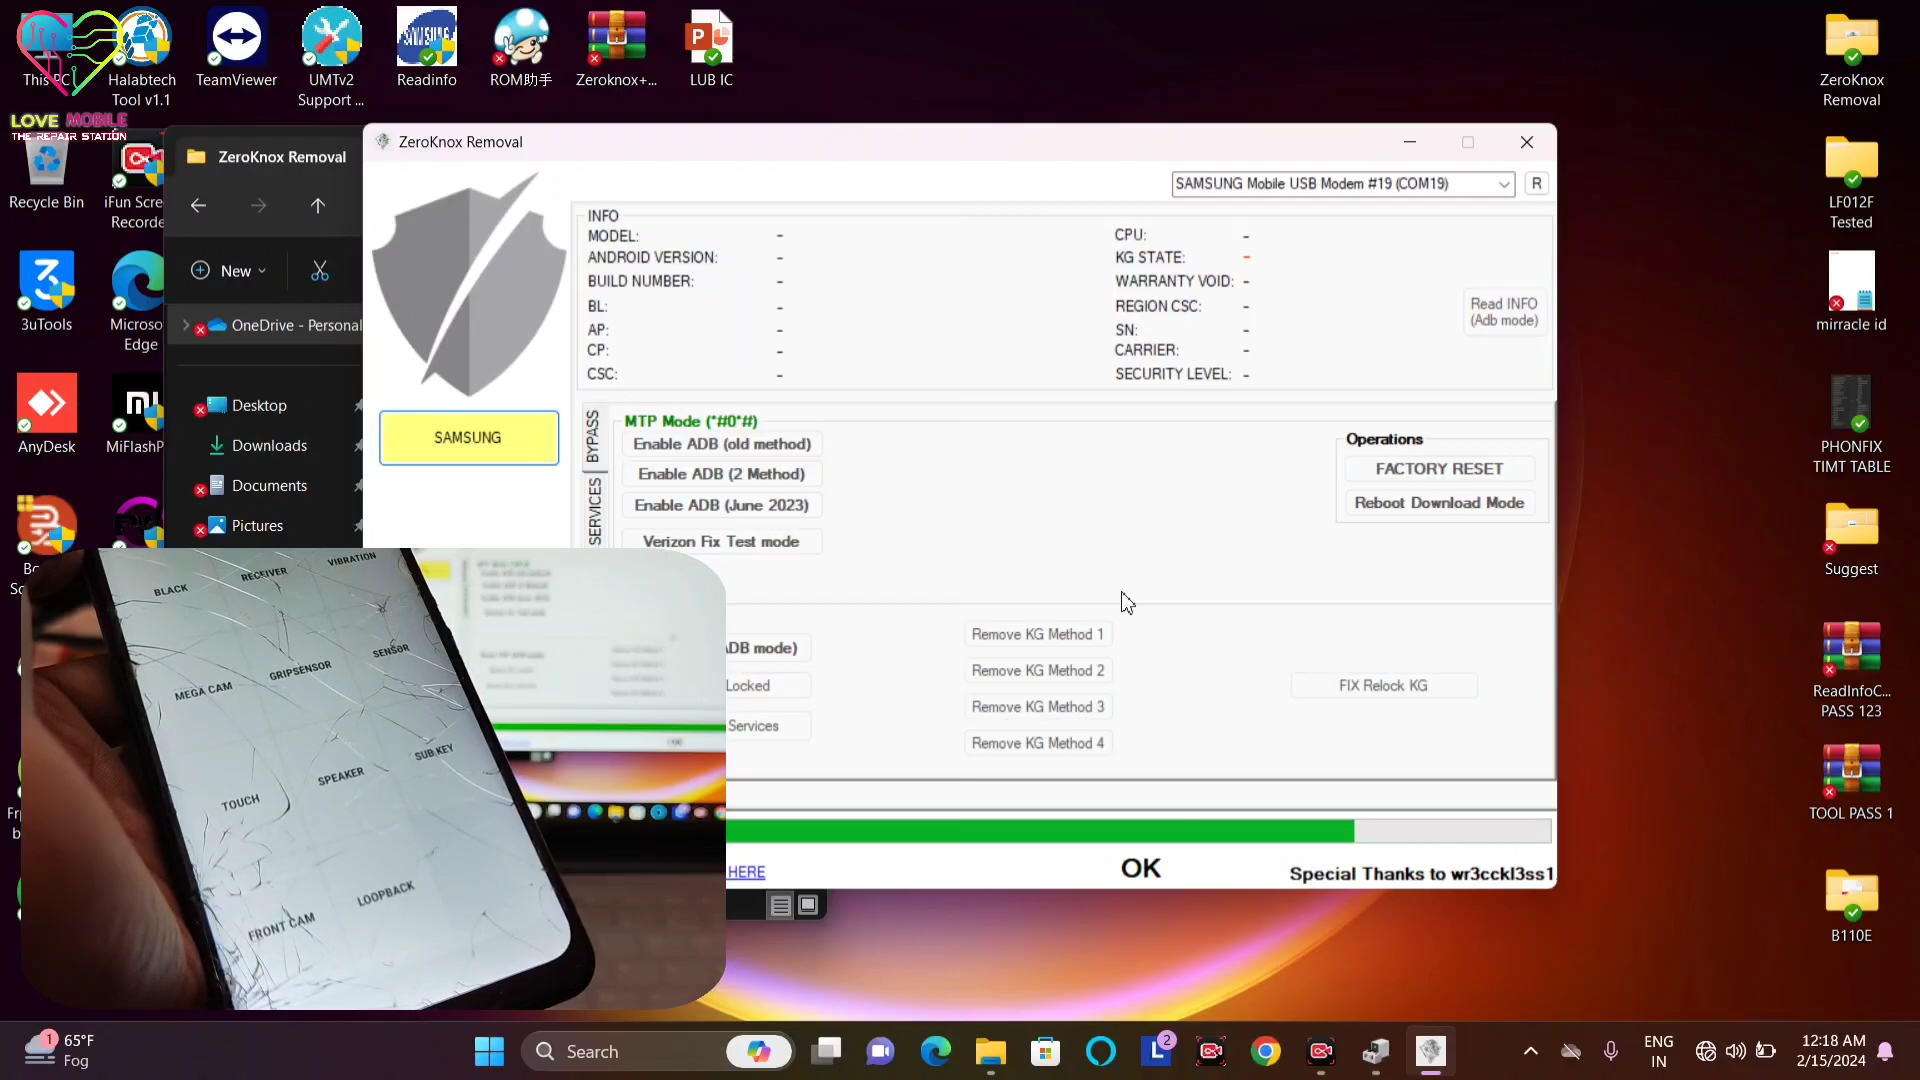 This PC
Halabtech
Tool v1.1
TeamViewer
UMTv2
Support ...
Readinfo
ROM助手
Zeroknox+...
LUB IC
ZeroKnox
Removal
LOVE MOBILE
THE REPAIR STATION
Recycle Bin
iFun Scre
Recorde
3uTools
Microso
Edge
AnyDesk
MiFlashP
LF012F
Tested
mirracle id
PHONFIX
TIMT TABLE
Suggest
ReadInfoC...
PASS 123
TOOL PASS 1
B110E
ZeroKnox Removal
New
OneDrive - Personal
Desktop
Downloads
Documents
Pictures
ZeroKnox Removal
SAMSUNG Mobile USB Modem #19 (COM19)
R
INFO
MODEL: -
ANDROID VERSION: -
BUILD NUMBER: -
BL: -
AP: -
CP: -
CSC: -
CPU: -
KG STATE: -
WARRANTY VOID: -
REGION CSC: -
SN: -
CARRIER: -
SECURITY LEVEL: -
Read INFO
(Adb mode)
SAMSUNG
BYPASS
SERVICES
MTP Mode (*#0*#)
Enable ADB (old method)
Enable ADB (2 Method)
Enable ADB (June 2023)
Verizon Fix Test mode
Operations
FACTORY RESET
Reboot Download Mode
DB mode)
Locked
Services
Remove KG Method 1
Remove KG Method 2
Remove KG Method 3
Remove KG Method 4
FIX Relock KG
HERE
OK
Special Thanks to wr3cckl3ss1
BLACK
RECEIVER
VIBRATION
MEGA CAM
GRIPSENSOR
SENSOR
TOUCH
SPEAKER
SUB KEY
FRONT CAM
LOOPBACK
1
65°F
Fog
Search
2
ENG
IN
12:18 AM
2/15/2024